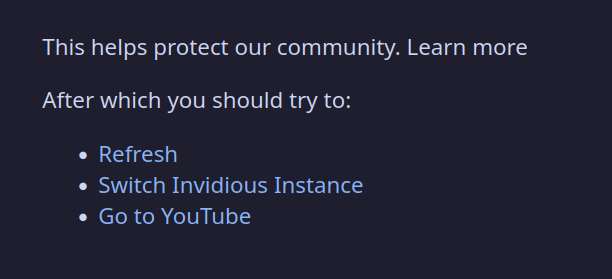 This helps protect our community. Learn more
After which you should try to:
Refresh
Switch Invidious Instance
Go to YouTube